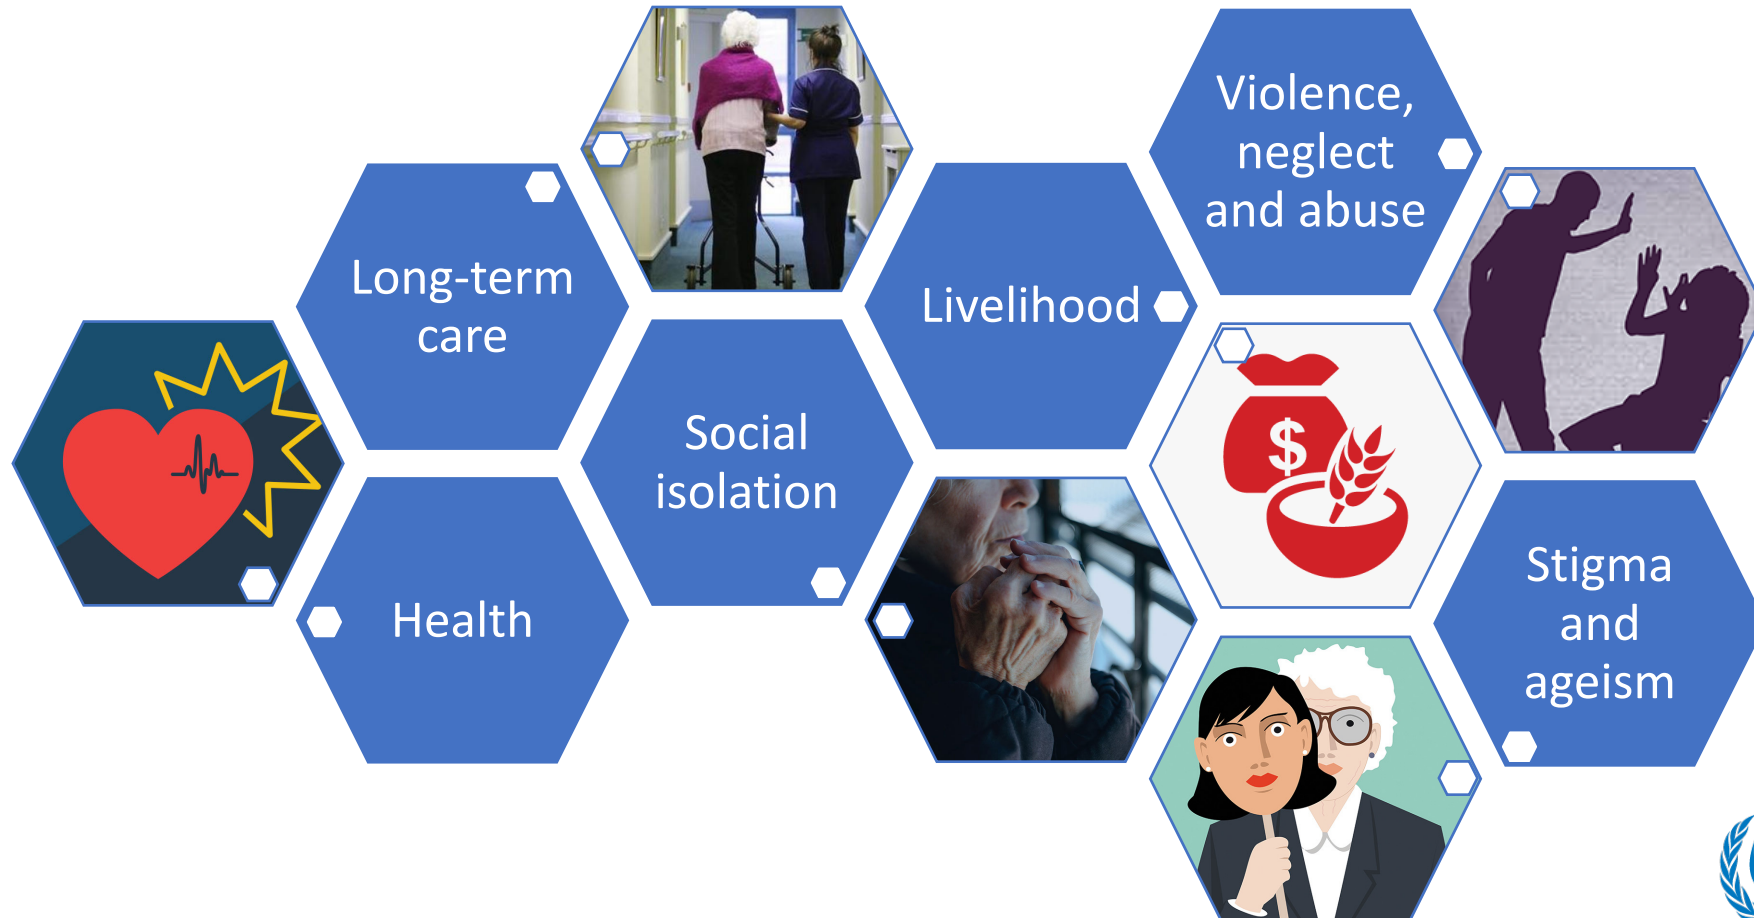 Long-term
care
Health
Social
isolation
Livelihood
Violence,
neglect
and abuse
$
Stigma
and
ageism